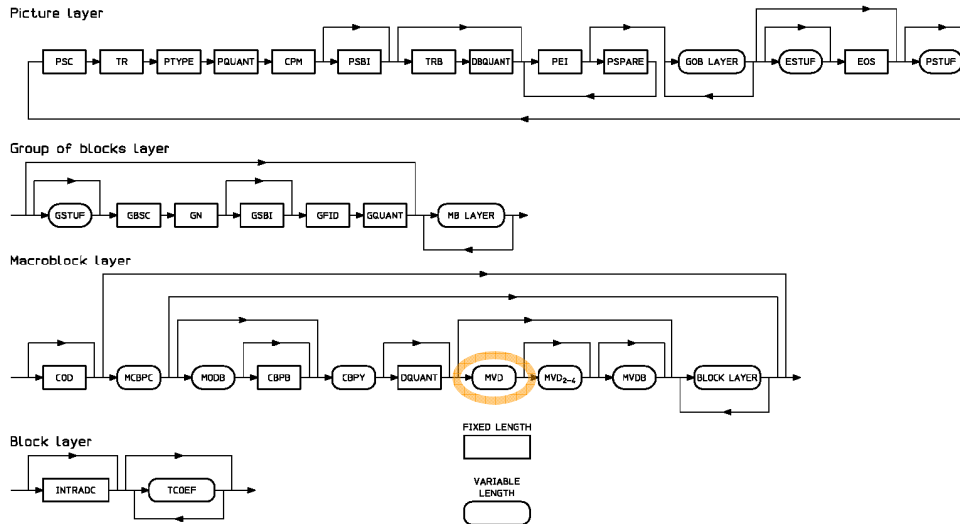 Picture layer
PSC TR PTYPE PQUANT CPM PSBI TRB DBQUANT PEI PSPARE GOB LAYER ESTUF EOS PSTUF
Group of blocks layer
GSTUF GBSC GN GSBI GFID GQUANT MB LAYER
Macroblock layer
COD MCBPC MODB CBPB CBPY DQUANT MVD MVD₂₋₄ MVDB BLOCK LAYER
FIXED LENGTH
Block layer
INTRADC TCOEF
VARIABLE
LENGTH